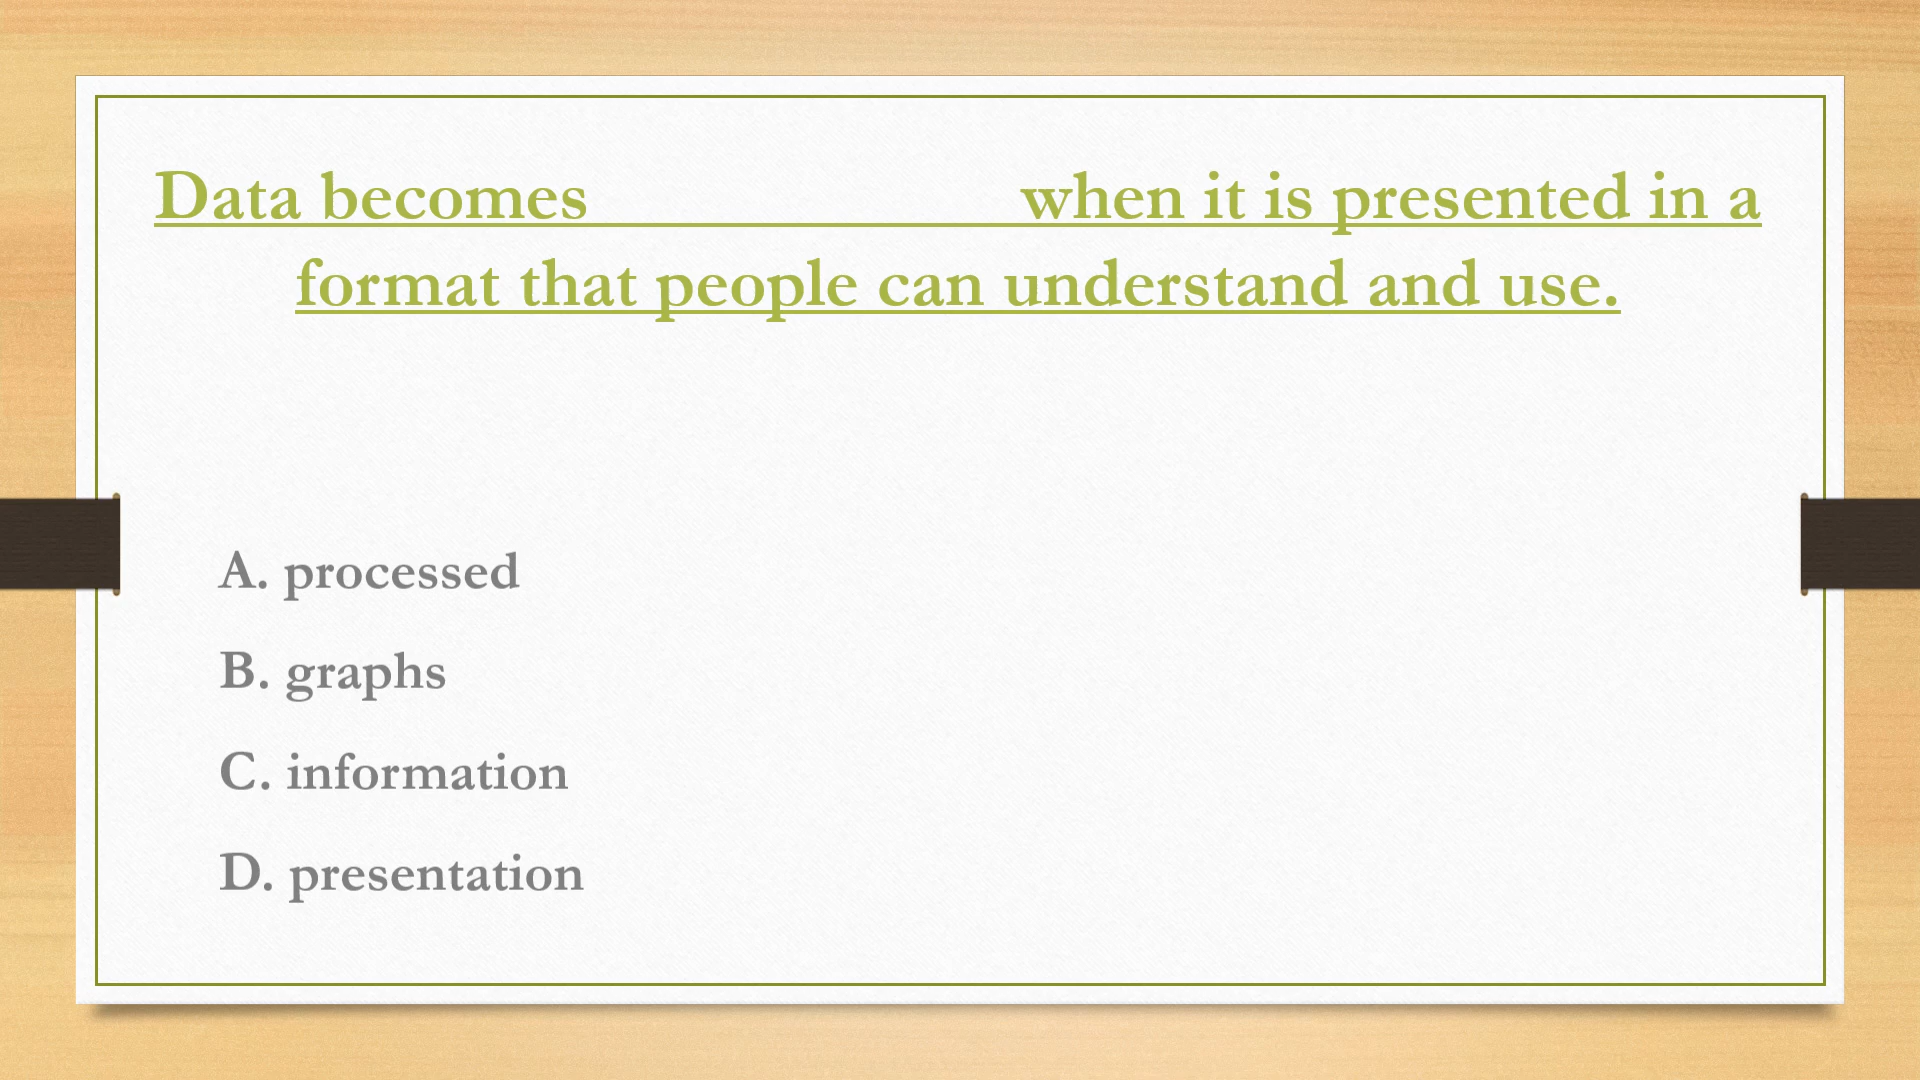 Data becomes when it is presented in a
format that people can understand and use.
A. processed
B. graphs
C. information
D. presentation